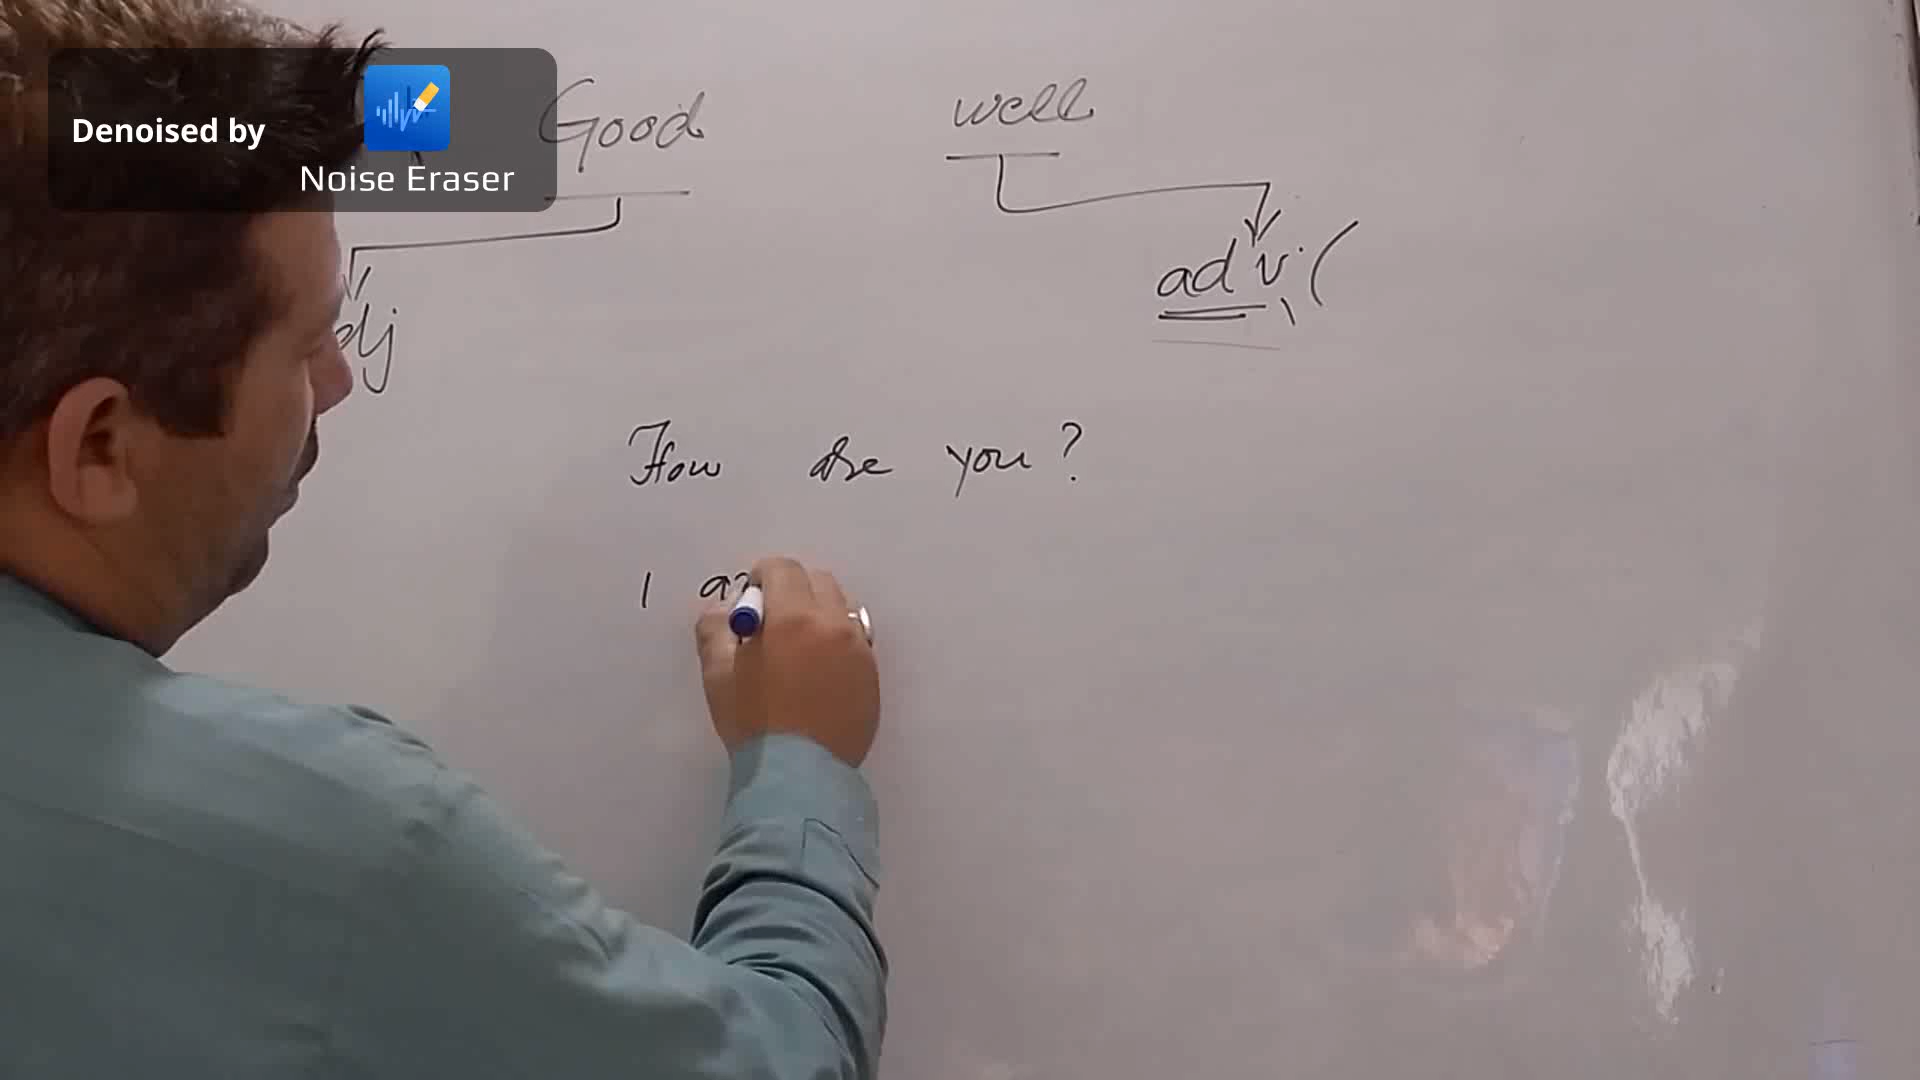 Denoised by
Noise Eraser
Good well
dj adv. (
How are you?
I a